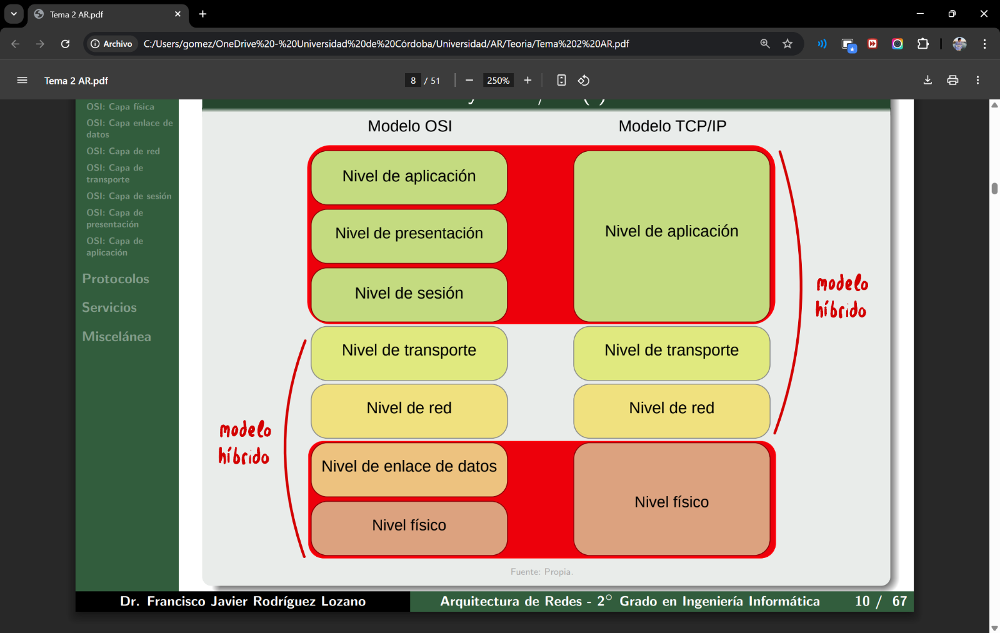 Tema 2 AR.pdf
Archivo
C:/Users/gomez/OneDrive%20-%20Universidad%20de%20Córdoba/Universidad/AR/Teoria/Tema%202%20AR.pdf
Tema 2 AR.pdf
8 / 51
250%
OSI: Capa física
OSI: Capa enlace de
datos
OSI: Capa de red
OSI: Capa de
transporte
OSI: Capa de sesión
OSI: Capa de
presentación
OSI: Capa de
aplicación
Protocolos
Servicios
Miscelánea
Modelo OSI
Modelo TCP/IP
Nivel de aplicación
Nivel de presentación
Nivel de sesión
Nivel de transporte
Nivel de red
Nivel de enlace de datos
Nivel físico
Nivel de aplicación
Nivel de transporte
Nivel de red
Nivel físico
modelo
híbrido
modelo
híbrido
Fuente: Propia.
Dr. Francisco Javier Rodríguez Lozano
Arquitectura de Redes - 2° Grado en Ingeniería Informática
10 / 67